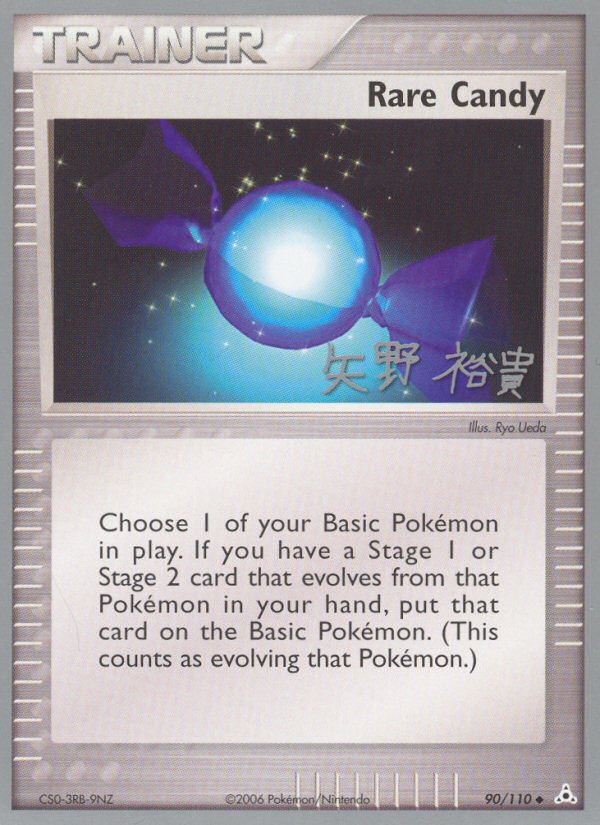 TRAINER
Rare Candy
矢野 裕貴
Illus. Ryo Ueda
Choose 1 of your Basic Pokémon
in play. If you have a Stage 1 or
Stage 2 card that evolves from that
Pokémon in your hand, put that
card on the Basic Pokémon. (This
counts as evolving that Pokémon.)
CS0-3RB-9NZ ©2006 Pokémon/Nintendo 90/110 ◆